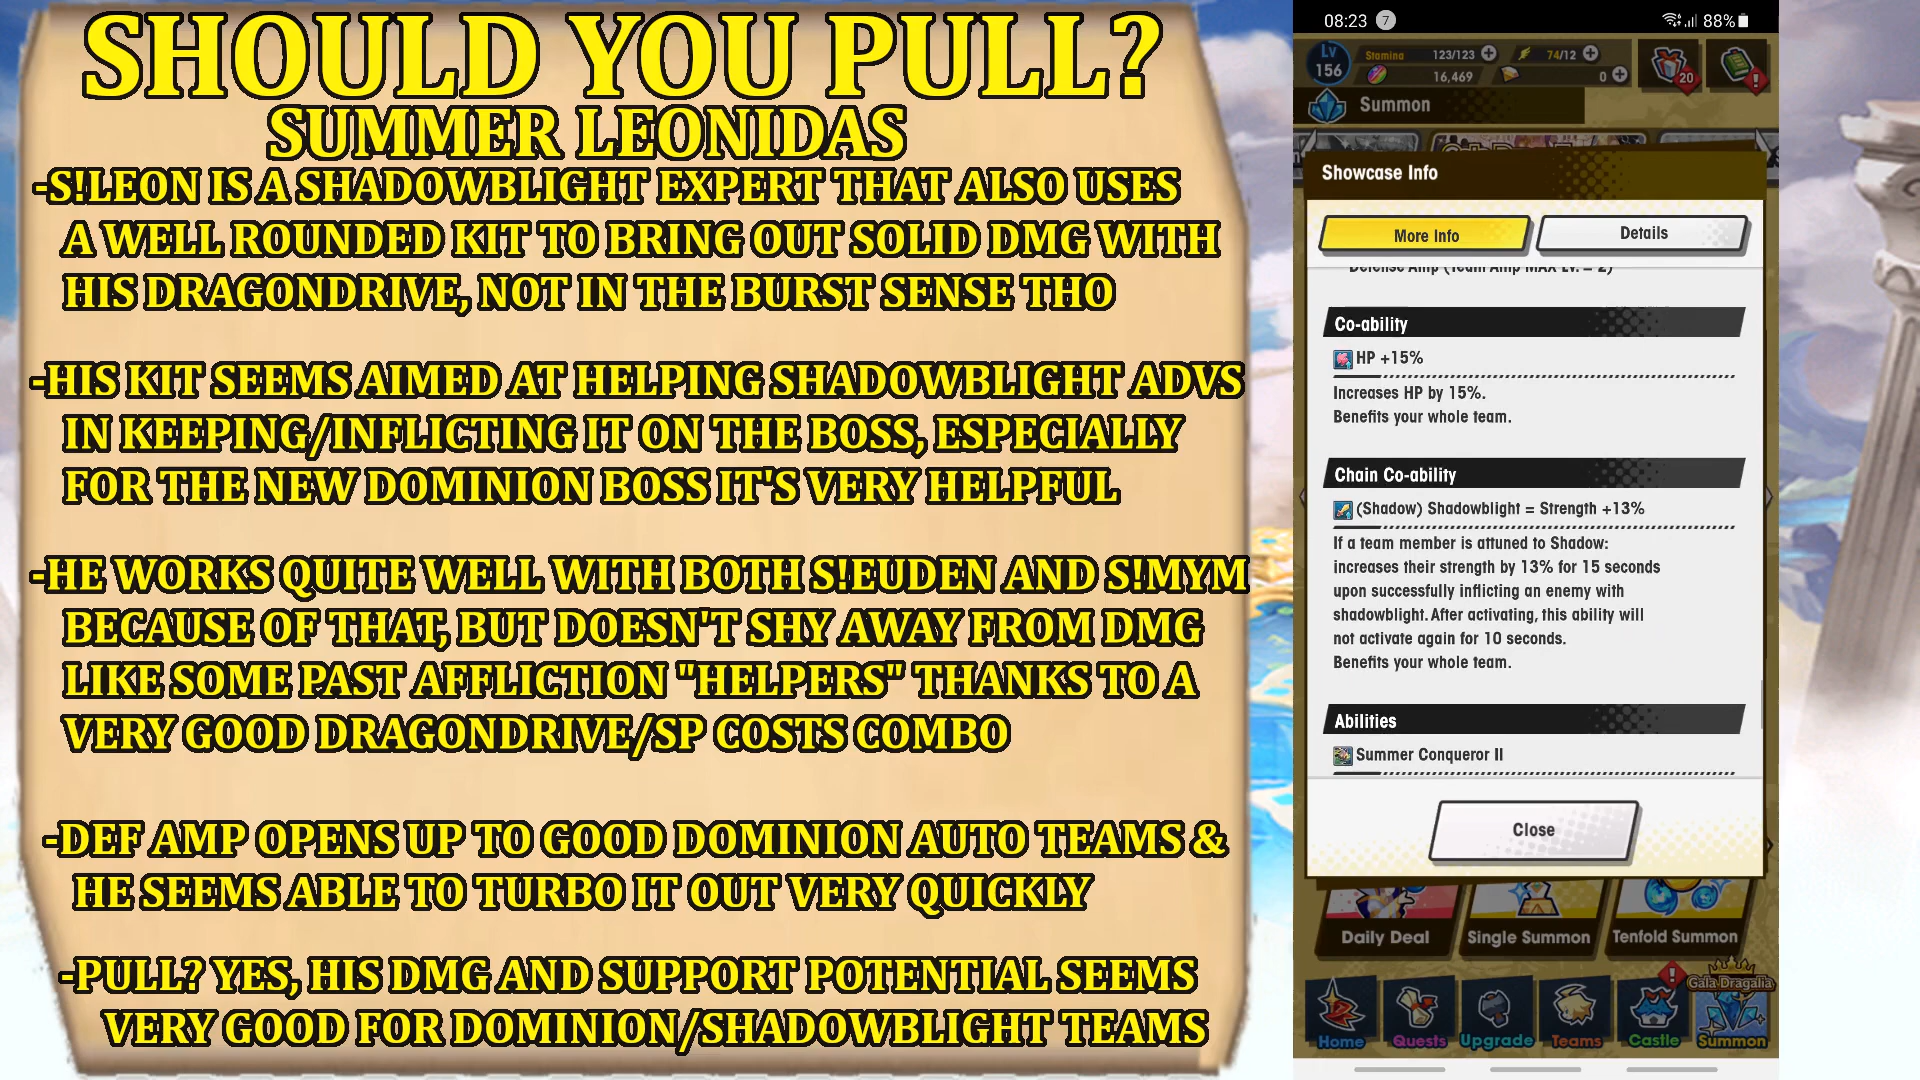 SHOULD YOU PULL?
SUMMER LEONIDAS
-S!LEON IS A SHADOWBLIGHT EXPERT THAT ALSO USES
A WELL ROUNDED KIT TO BRING OUT SOLID DMG WITH
HIS DRAGONDRIVE, NOT IN THE BURST SENSE THO
-HIS KIT SEEMS AIMED AT HELPING SHADOWBLIGHT ADVS
IN KEEPING/INFLICTING IT ON THE BOSS, ESPECIALLY
FOR THE NEW DOMINION BOSS IT'S VERY HELPFUL
-HE WORKS QUITE WELL WITH BOTH S!EUDEN AND S!MYM
BECAUSE OF THAT, BUT DOESN'T SHY AWAY FROM DMG
LIKE SOME PAST AFFLICTION "HELPERS" THANKS TO A
VERY GOOD DRAGONDRIVE/SP COSTS COMBO
-DEF AMP OPENS UP TO GOOD DOMINION AUTO TEAMS &
HE SEEMS ABLE TO TURBO IT OUT VERY QUICKLY
-PULL? YES, HIS DMG AND SUPPORT POTENTIAL SEEMS
VERY GOOD FOR DOMINION/SHADOWBLIGHT TEAMS
08:23 7 88%
Lv 156
Stamina 123/123 74/12
16,469 0
20
Summon
Showcase Info
More Info Details
Defense Amp (Team Amp MAX Lv. = 2)
Co-ability
HP +15%
Increases HP by 15%.
Benefits your whole team.
Chain Co-ability
(Shadow) Shadowblight = Strength +13%
If a team member is attuned to Shadow:
increases their strength by 13% for 15 seconds
upon successfully inflicting an enemy with
shadowblight. After activating, this ability will
not activate again for 10 seconds.
Benefits your whole team.
Abilities
Summer Conqueror II
Close
Daily Deal Single Summon Tenfold Summon
Gala Dragalia
Home Quests Upgrade Teams Castle Summon